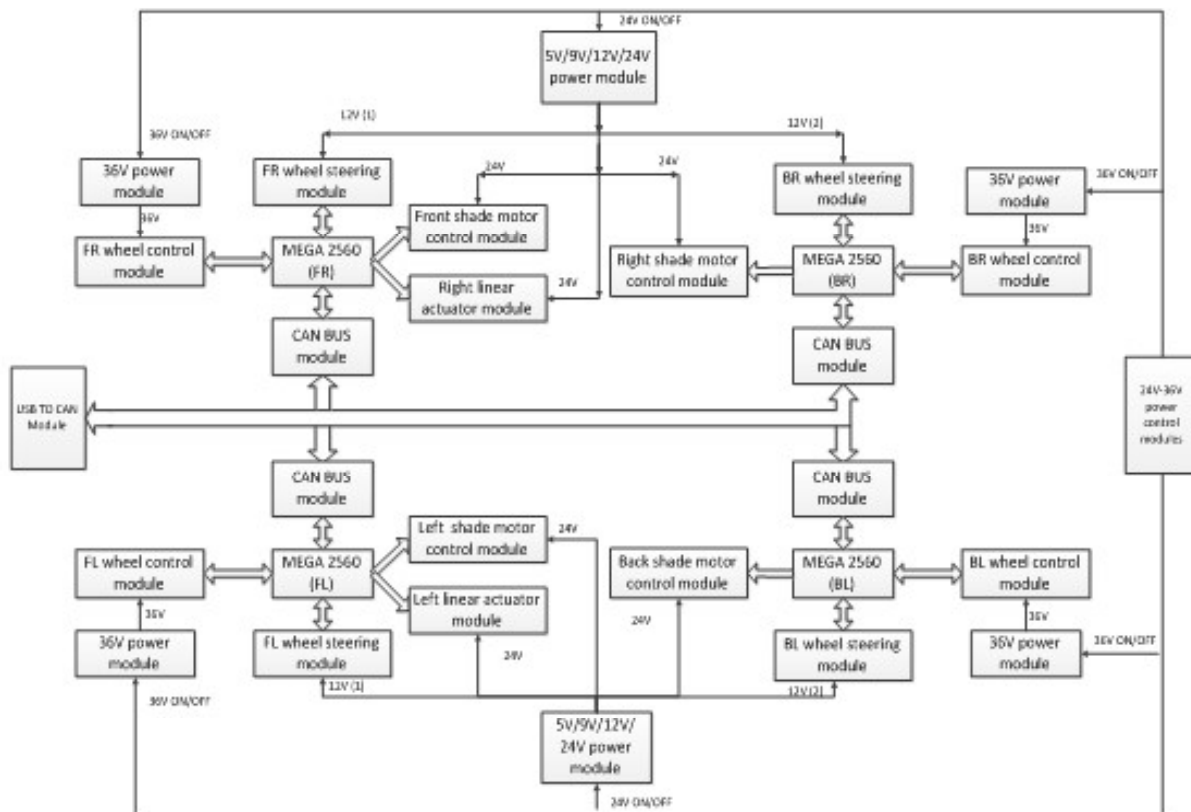 24V ON/OFF
5V/9V/12V/24V
power module
12V (1)
12V (2)
36V ON/OFF
36V power
module
FR wheel steering
module
24V
24V
BR wheel steering
module
36V power
module
36V ON/OFF
36V
Front shade motor
control module
36V
FR wheel control
module
MEGA 2560
(FR)
Right shade motor
control module
MEGA 2560
(BR)
BR wheel control
module
Right linear
actuator module
24V
CAN BUS
module
CAN BUS
module
USB TO CAN
Module
24V-36V
power
control
modules
CAN BUS
module
CAN BUS
module
Left shade motor
control module
24V
FL wheel control
module
MEGA 2560
(FL)
Back shade motor
control module
MEGA 2560
(BL)
BL wheel control
module
Left linear actuator
module
36V
24V
36V
36V power
module
FL wheel steering
module
24V
BL wheel steering
module
36V power
module
36V ON/OFF
12V (1)
12V (2)
36V ON/OFF
5V/9V/12V/
24V power
module
24V ON/OFF